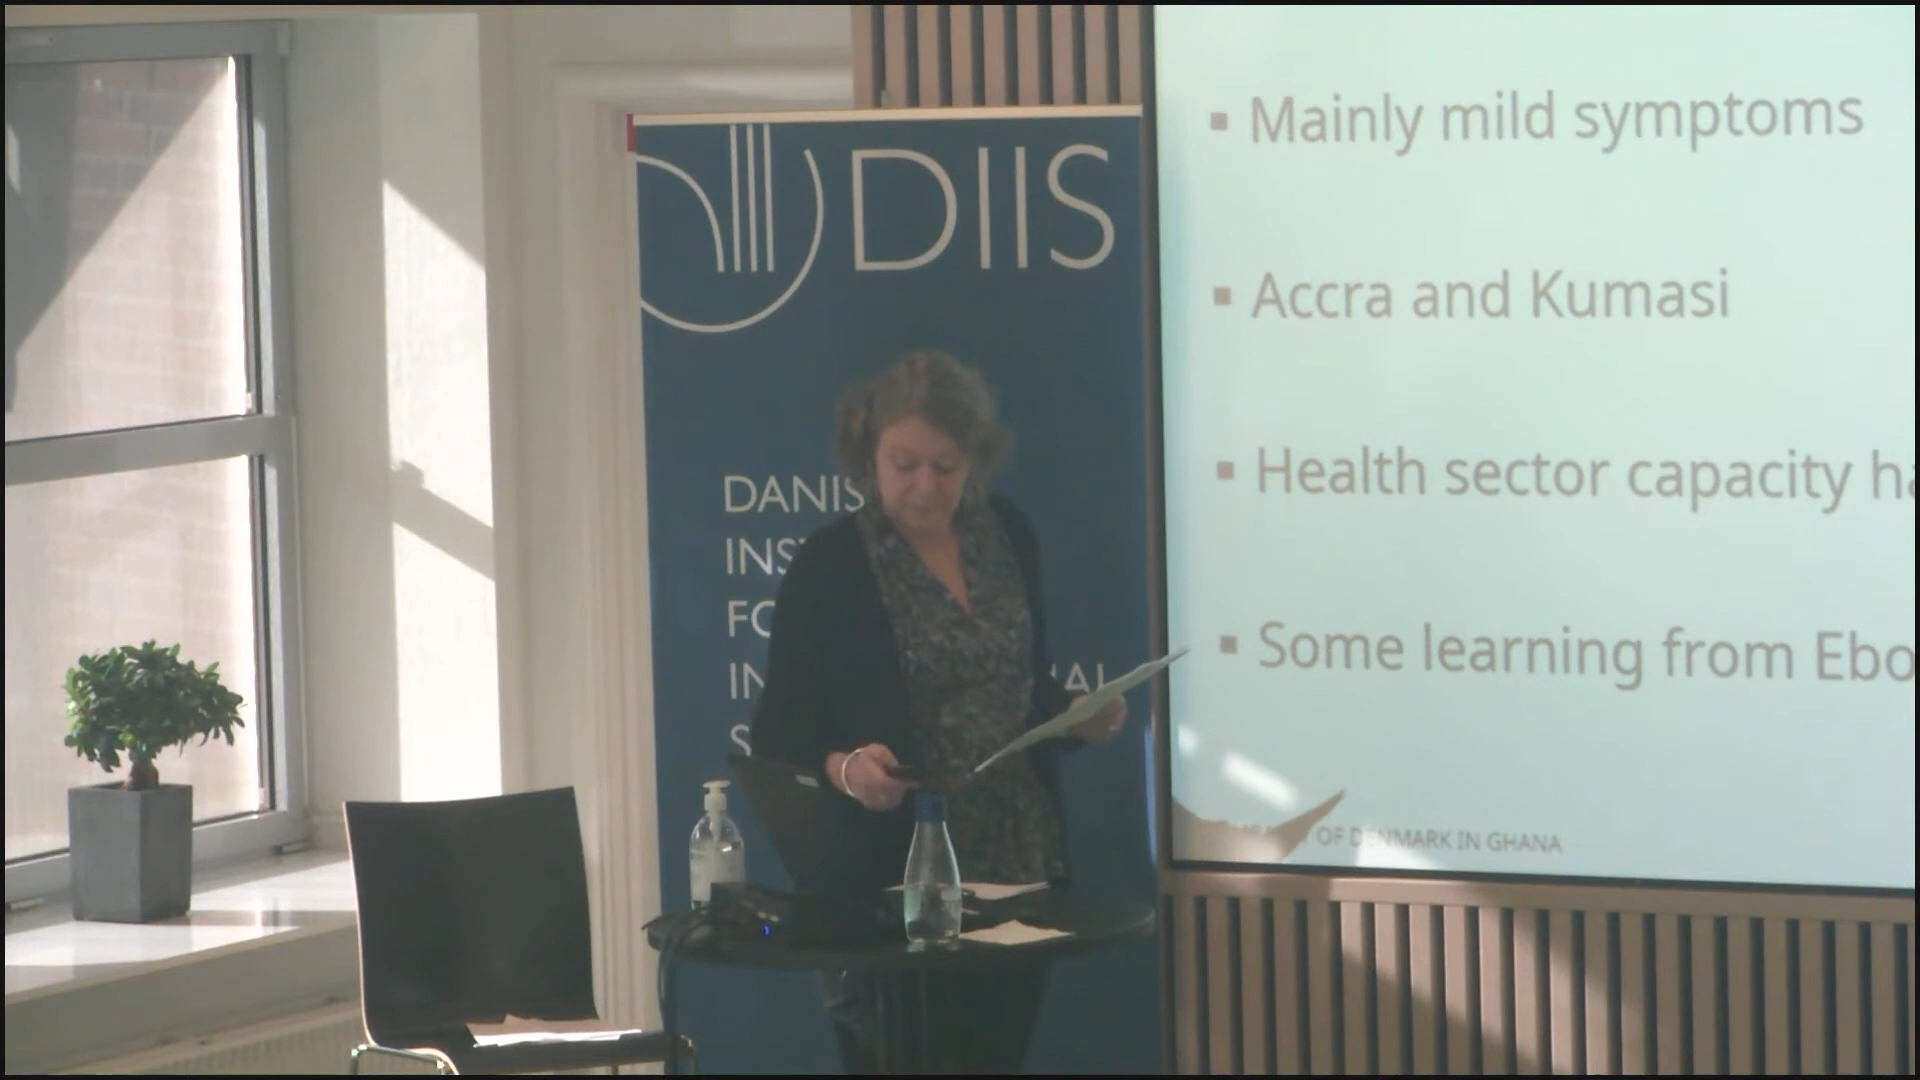 DIIS
DANIS
INS
FO
IN NAL
S
Mainly mild symptoms
Accra and Kumasi
Health sector capacity ha
Some learning from Ebo
OF DENMARK IN GHANA